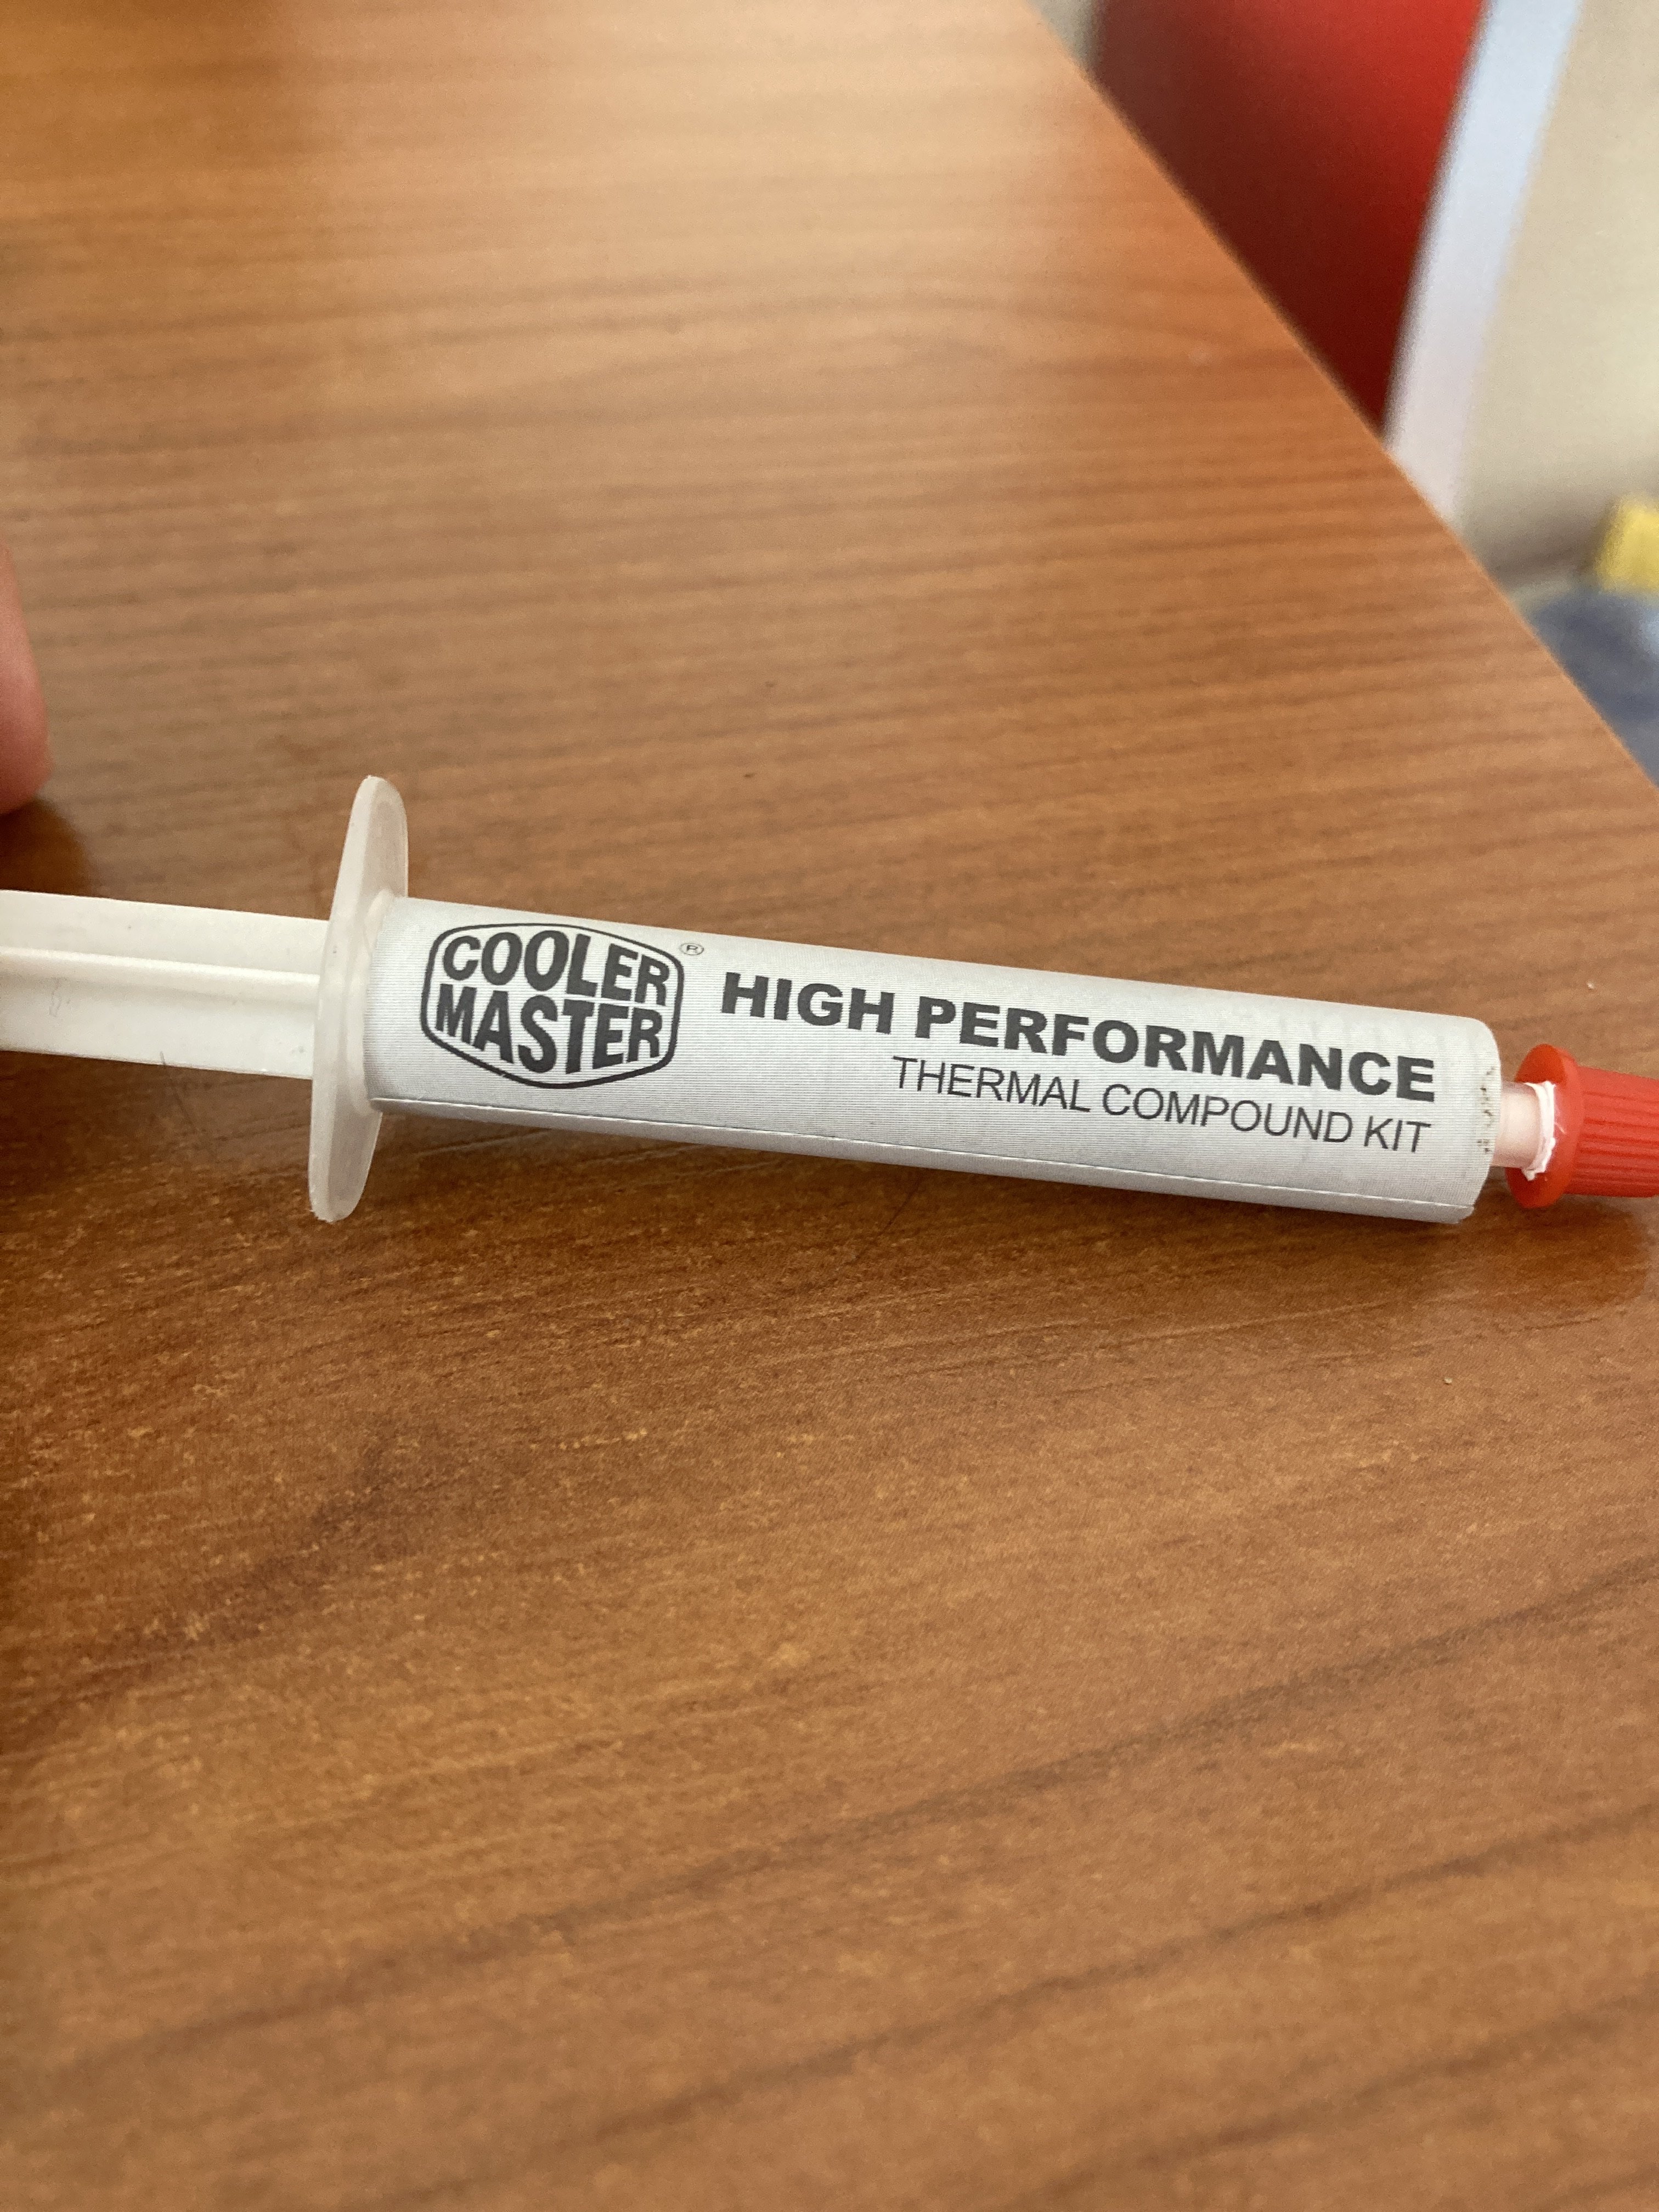 COOLER
MASTER
®
HIGH PERFORMANCE
THERMAL COMPOUND KIT